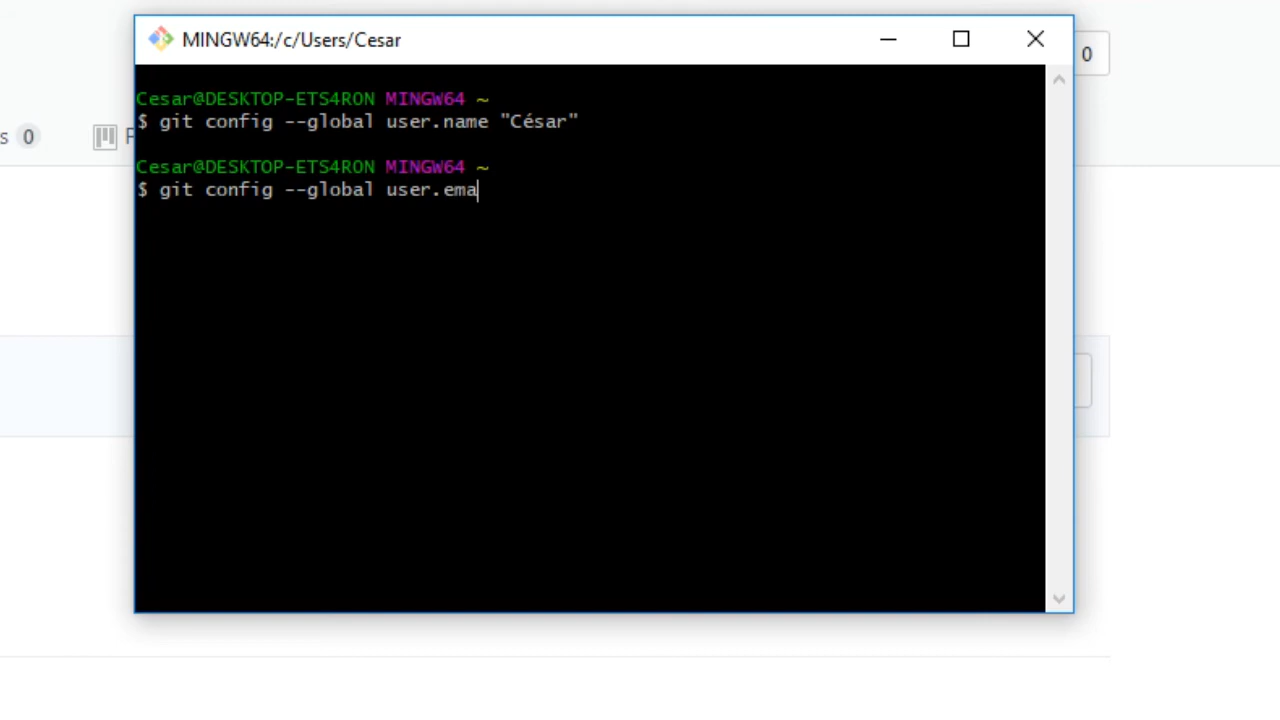 MINGW64:/c/Users/Cesar
0
s 0
Cesar@DESKTOP-ETS4RON MINGW64 ~
$ git config --global user.name "César"
Cesar@DESKTOP-ETS4RON MINGW64 ~
$ git config --global user.ema